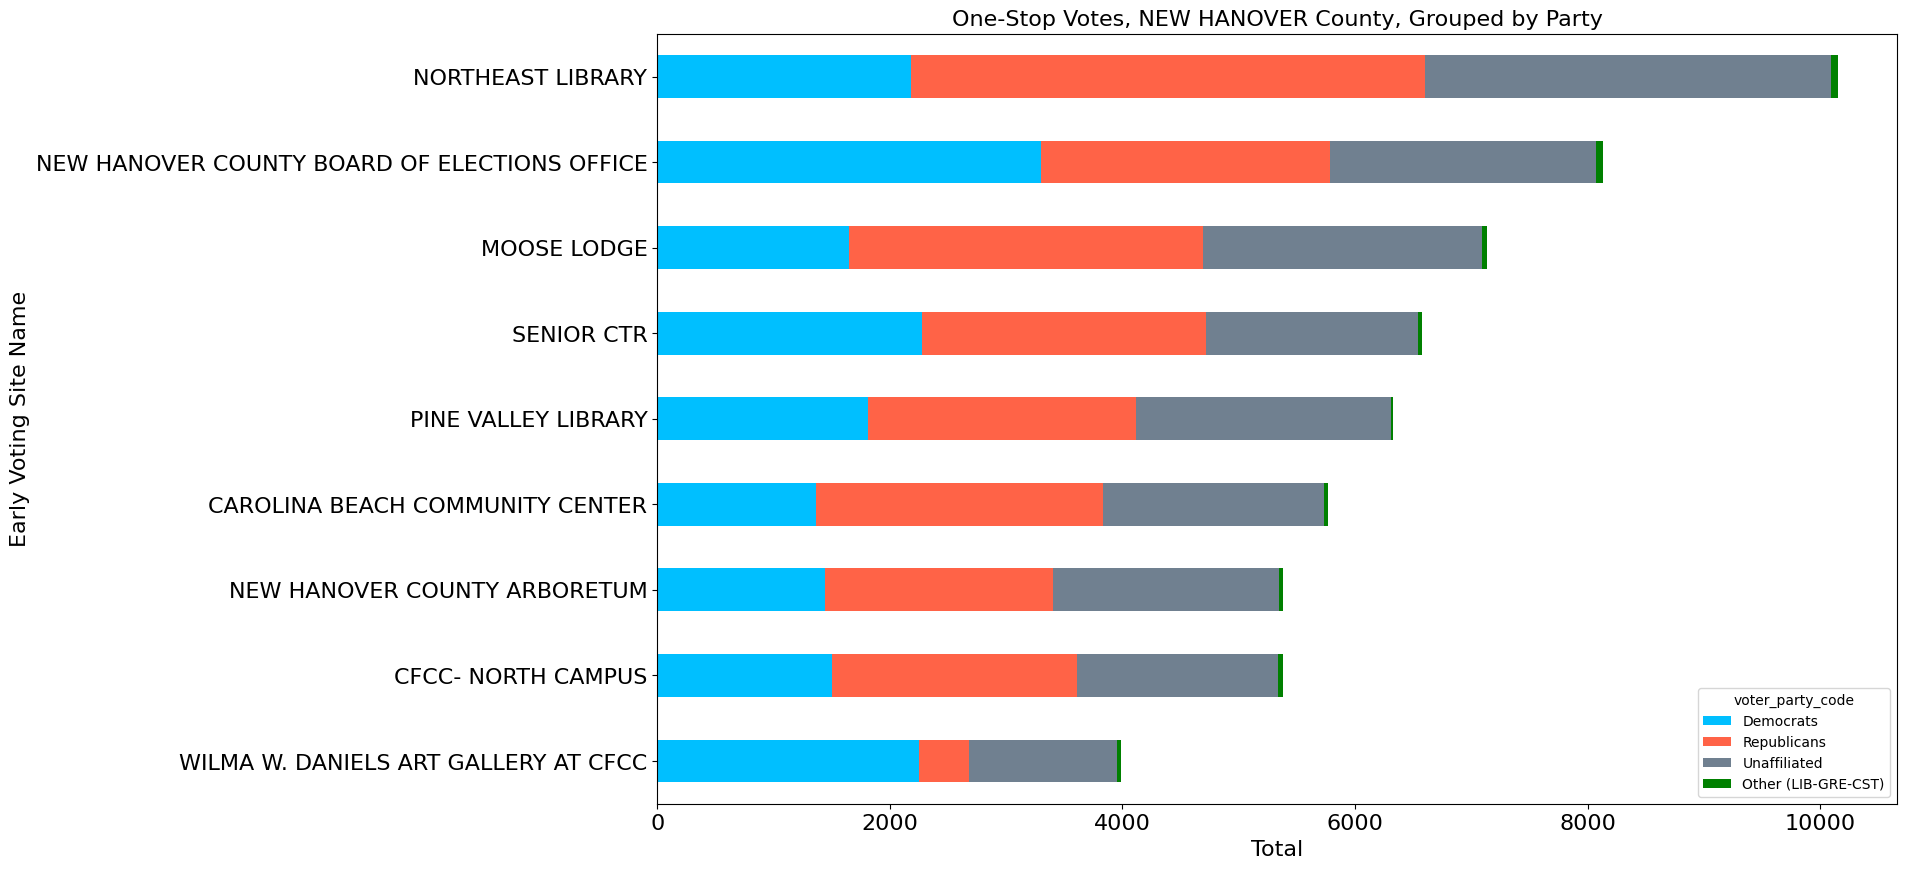 One-Stop Votes, NEW HANOVER County, Grouped by Party
Early Voting Site Name
NORTHEAST LIBRARY
NEW HANOVER COUNTY BOARD OF ELECTIONS OFFICE
MOOSE LODGE
SENIOR CTR
PINE VALLEY LIBRARY
CAROLINA BEACH COMMUNITY CENTER
NEW HANOVER COUNTY ARBORETUM
CFCC- NORTH CAMPUS
WILMA W. DANIELS ART GALLERY AT CFCC
voter_party_code
Democrats
Republicans
Unaffiliated
Other (LIB-GRE-CST)
0 2000 4000 6000 8000 10000
Total